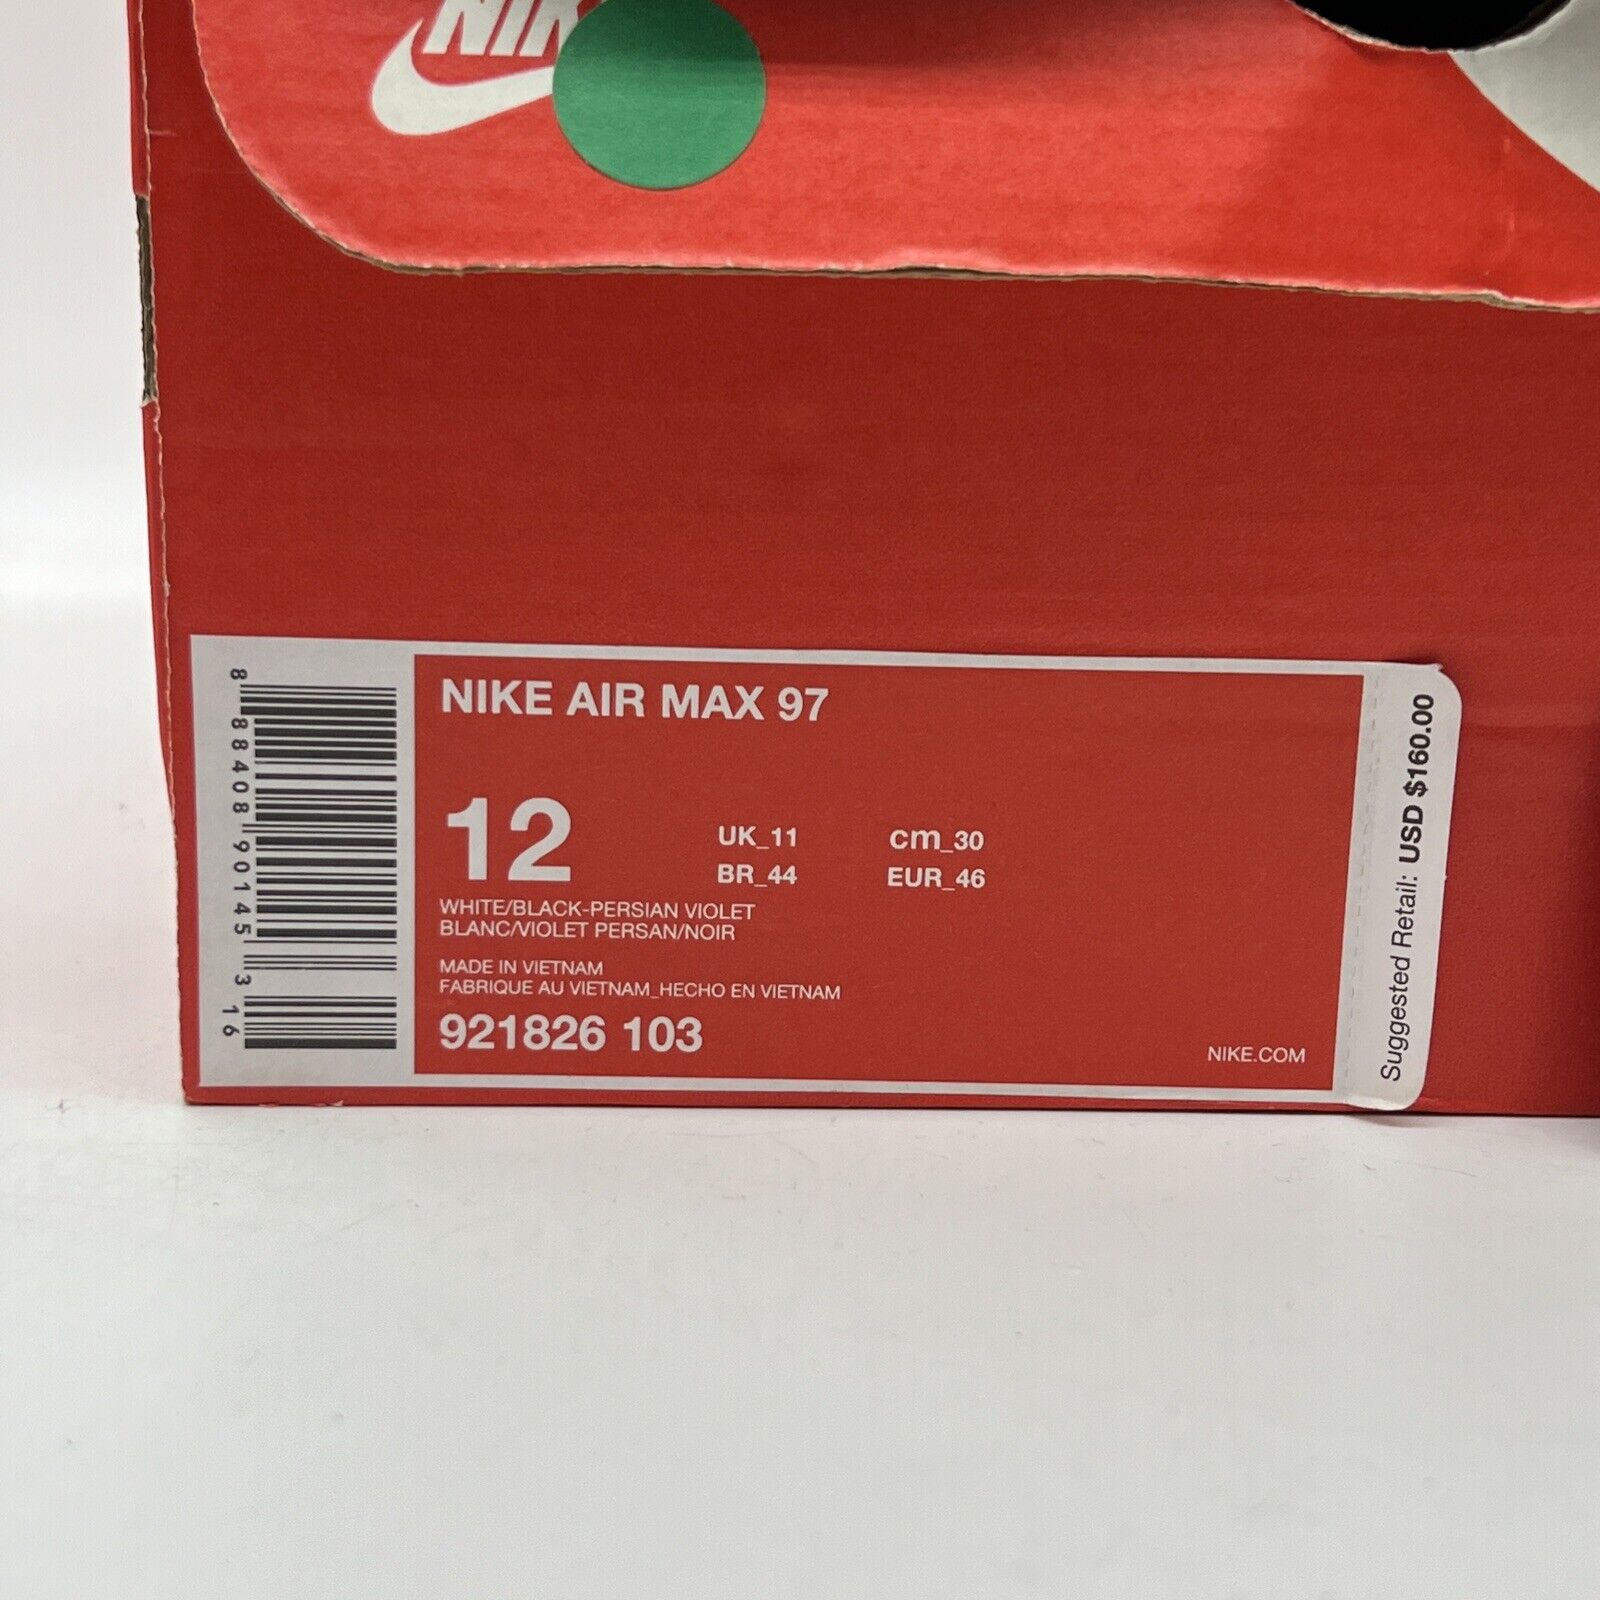 NIKE AIR MAX 97
12
UK_11
cm_30
BR_44
EUR_46
WHITE/BLACK-PERSIAN VIOLET
BLANC/VIOLET PERSAN/NOIR
MADE IN VIETNAM
FABRIQUE AU VIETNAM_HECHO EN VIETNAM
921826 103
NIKE.COM
Suggested Retail: USD $160.00
8 88408 90145 3 16